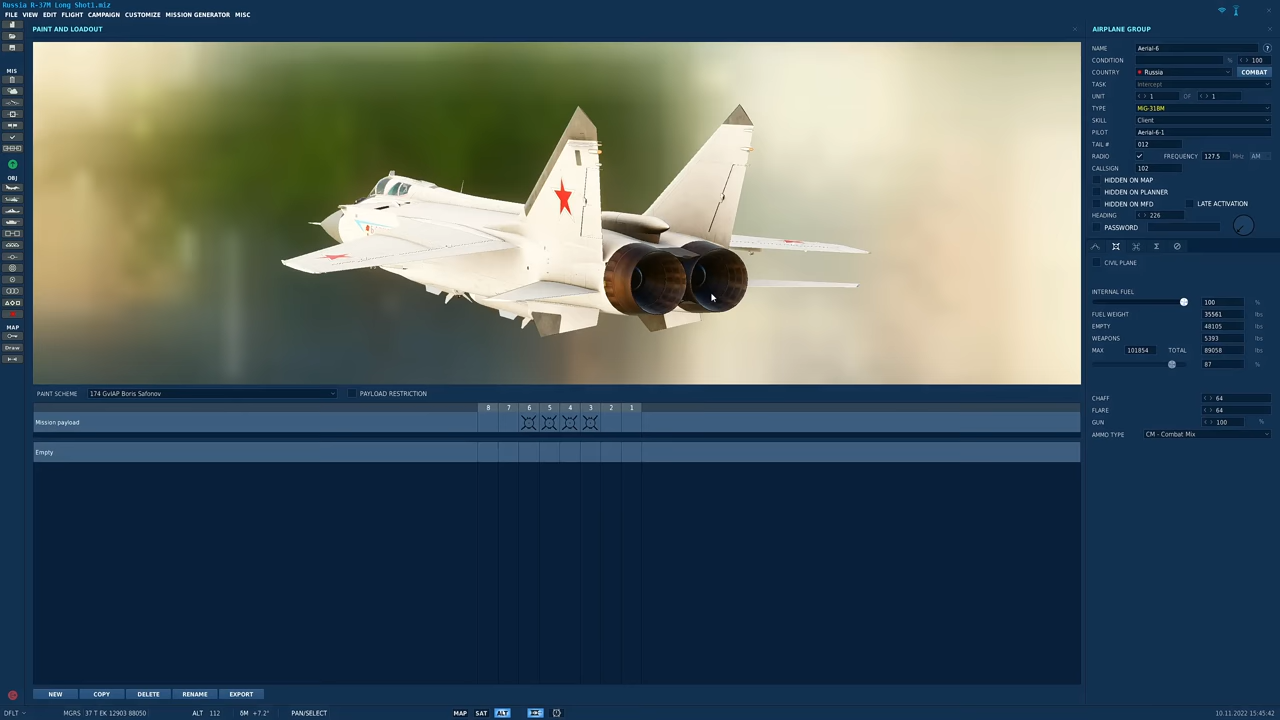 Russia R-37M Long Shot1.miz
FILE VIEW EDIT FLIGHT CAMPAIGN CUSTOMIZE MISSION GENERATOR MISC
PAINT AND LOADOUT
MIS
OBJ
MAP
Draw
PAINT SCHEME 174 GvIAP Boris Safonov PAYLOAD RESTRICTION
8 7 6 5 4 3 2 1
Mission payload
Empty
NEW COPY DELETE RENAME EXPORT
AIRPLANE GROUP
NAME Aerial-6 ?
CONDITION % 100
COUNTRY Russia COMBAT
TASK Intercept
UNIT 1 OF 1
TYPE MiG-31BM
SKILL Client
PILOT Aerial-6-1
TAIL # 012
RADIO FREQUENCY 127.5 MHz AM
CALLSIGN 102
HIDDEN ON MAP
HIDDEN ON PLANNER
HIDDEN ON MFD LATE ACTIVATION
HEADING 226
PASSWORD
CIVIL PLANE
INTERNAL FUEL
100 %
FUEL WEIGHT 35561 lbs
EMPTY 48105 lbs
WEAPONS 5393 lbs
MAX 101854 TOTAL 89058 lbs
87 %
CHAFF 64
FLARE 64
GUN 100 %
AMMO TYPE CM - Combat Mix
DFLT MGRS 37 T EK 12903 88050 ALT 112 δM +7.2° PAN/SELECT MAP SAT ALT 10.11.2022 15:45:42